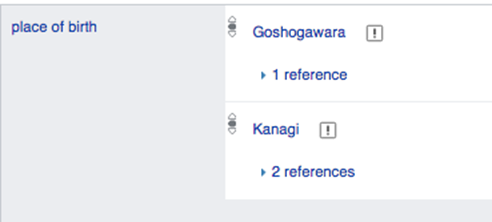 place of birth
Goshogawara
1 reference
Kanagi
2 references